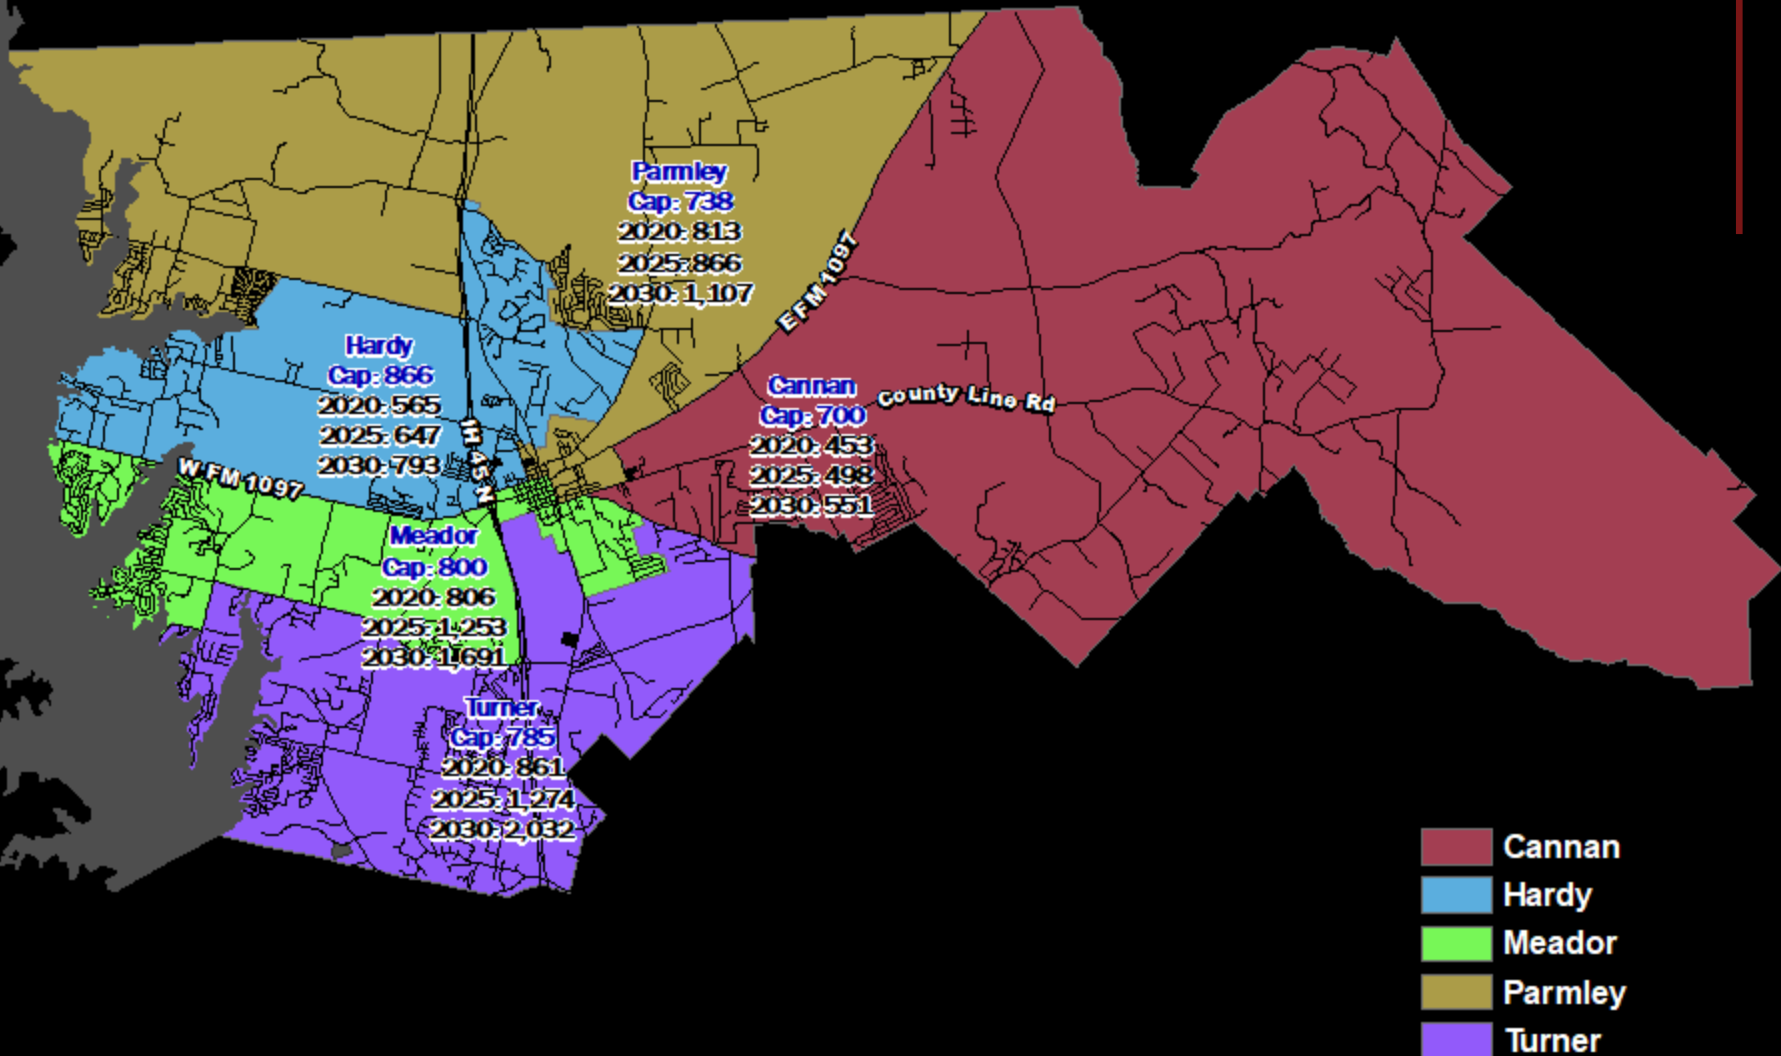 Parmley
Cap: 738
2020: 813
2025: 866
2030: 1,107
E FM 1097
Hardy
Cap: 866
2020: 565
2025: 647
2030: 793
IH 45 N
W FM 1097
Cannan
Cap: 700
2020: 453
2025: 498
2030: 551
County Line Rd
Meador
Cap: 800
2020: 806
2025: 1,253
2030: 1,691
Turner
Cap: 785
2020: 861
2025: 1,274
2030: 2,032
Cannan
Hardy
Meador
Parmley
Turner